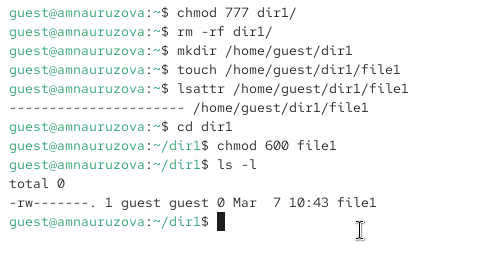 guest@amnauruzova:~$ chmod 777 dir1/
guest@amnauruzova:~$ rm -rf dir1/
guest@amnauruzova:~$ mkdir /home/guest/dir1
guest@amnauruzova:~$ touch /home/guest/dir1/file1
guest@amnauruzova:~$ lsattr /home/guest/dir1/file1
---------------------- /home/guest/dir1/file1
guest@amnauruzova:~$ cd dir1
guest@amnauruzova:~/dir1$ chmod 600 file1
guest@amnauruzova:~/dir1$ ls -l
total 0
-rw-------. 1 guest guest 0 Mar  7 10:43 file1
guest@amnauruzova:~/dir1$